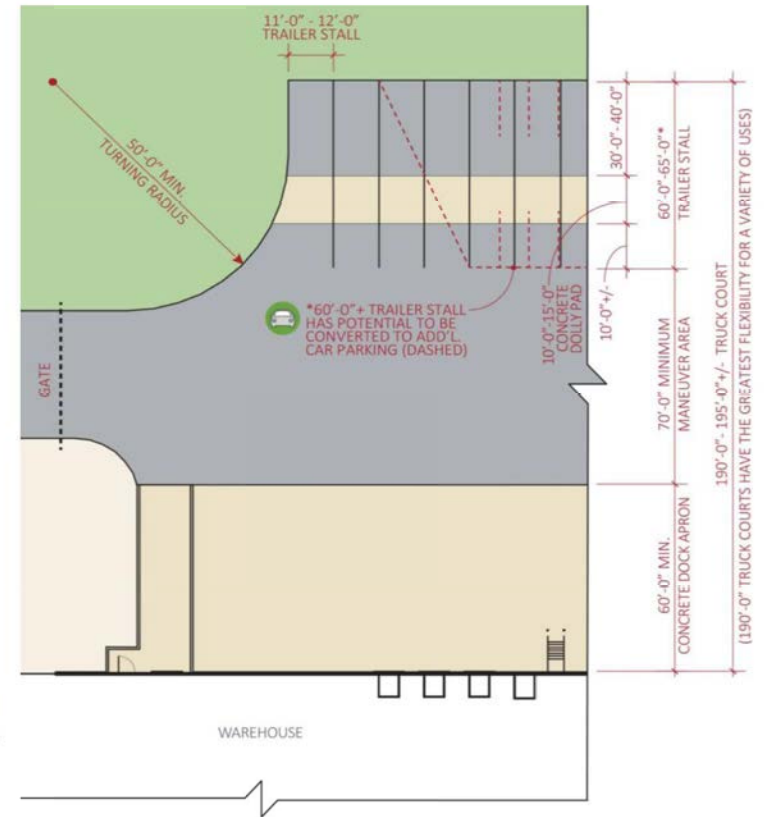 11'-0" - 12'-0"
TRAILER STALL
50'-0" MIN.
TURNING RADIUS
30'-0"- 40'-0"
60'-0"-65'-0"*
TRAILER STALL
*60'-0"+ TRAILER STALL
HAS POTENTIAL TO BE
CONVERTED TO ADD'L.
CAR PARKING (DASHED)
10'-0"-15'-0"
CONCRETE
DOLLY PAD
10'-0"+/-
GATE
70'-0" MINIMUM
MANEUVER AREA
190'-0"- 195'-0"+/- TRUCK COURT
(190'-0" TRUCK COURTS HAVE THE GREATEST FLEXIBILITY FOR A VARIETY OF USES)
60'-0" MIN.
CONCRETE DOCK APRON
WAREHOUSE